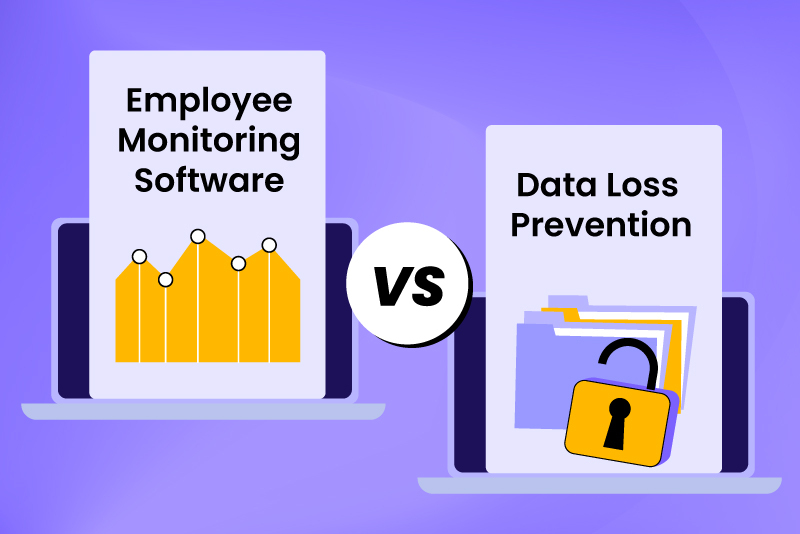 Employee
Monitoring
Software
VS
Data Loss
Prevention